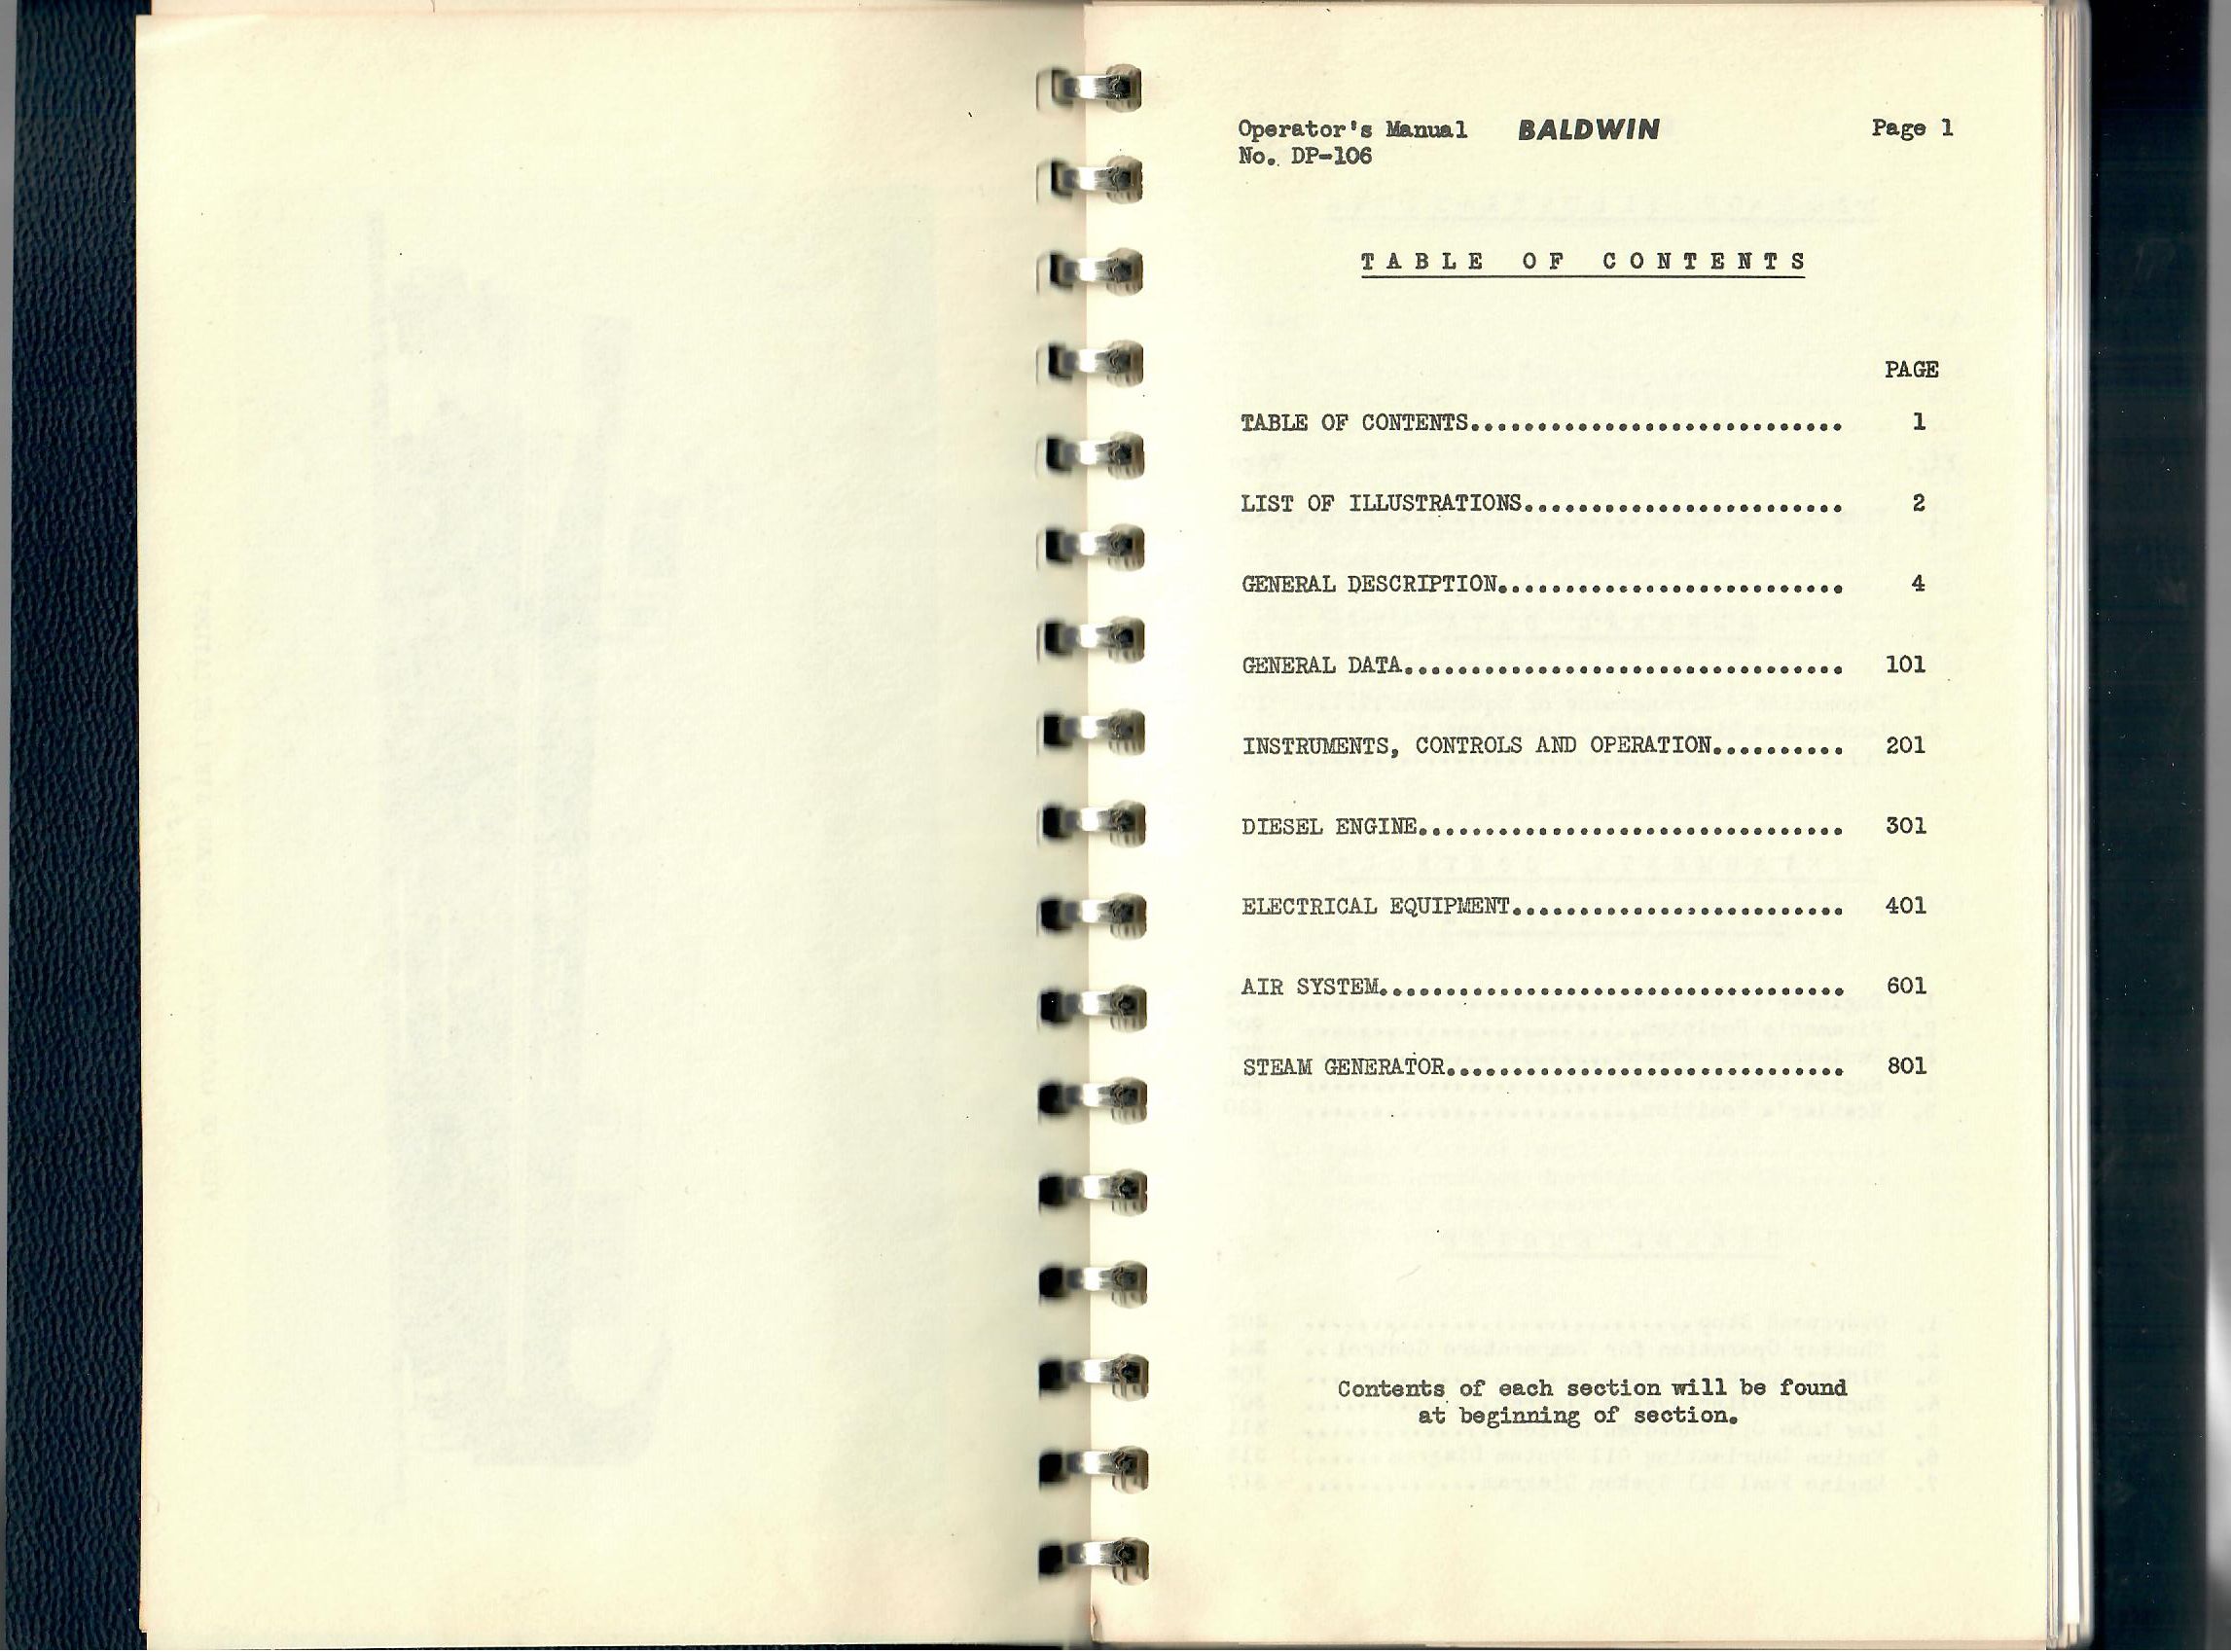 Operator's Manual BALDWIN Page 1
No. DP-106
TABLE OF CONTENTS
PAGE
TABLE OF CONTENTS............................ 1
LIST OF ILLUSTRATIONS........................ 2
GENERAL DESCRIPTION.......................... 4
GENERAL DATA................................. 101
INSTRUMENTS, CONTROLS AND OPERATION.......... 201
DIESEL ENGINE................................ 301
ELECTRICAL EQUIPMENT......................... 401
AIR SYSTEM................................... 601
STEAM GENERATOR.............................. 801
Contents of each section will be found
at beginning of section.